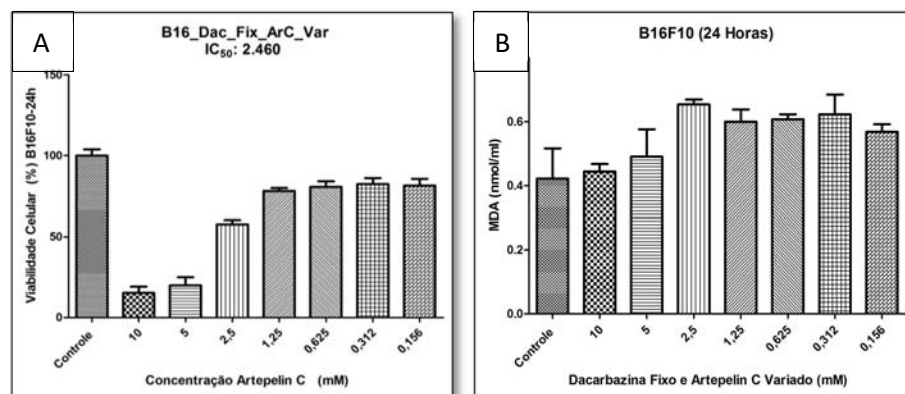 A
B16_Dac_Fix_ArC_Var
IC50: 2.460
Viabilidade Celular (%) B16F10-24h
150
100
50
0
Controle
10
5
2,5
1,25
0,625
0,312
0,156
Concentração Artepelin C (mM)
B
B16F10 (24 Horas)
MDA (nmol/ml)
0.6
0.4
0.2
0.0
Controle
10
5
2,5
1,25
0,625
0,312
0,156
Dacarbazina Fixo e Artepelin C Variado (mM)